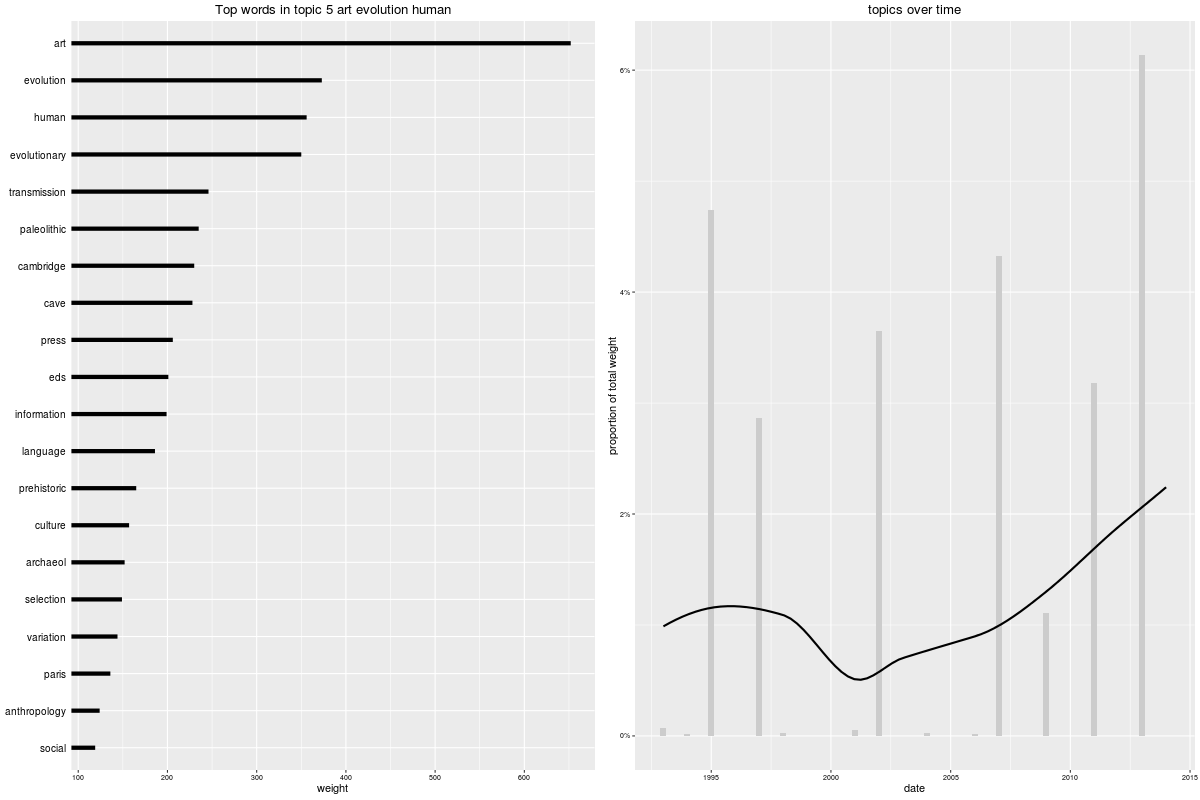 Top words in topic 5 art evolution human
art
evolution
human
evolutionary
transmission
paleolithic
cambridge
cave
press
eds
information
language
prehistoric
culture
archaeol
selection
variation
paris
anthropology
social
100 200 300 400 500 600
weight
topics over time
proportion of total weight
6%
4%
2%
0%
1995 2000 2005 2010 2015
date